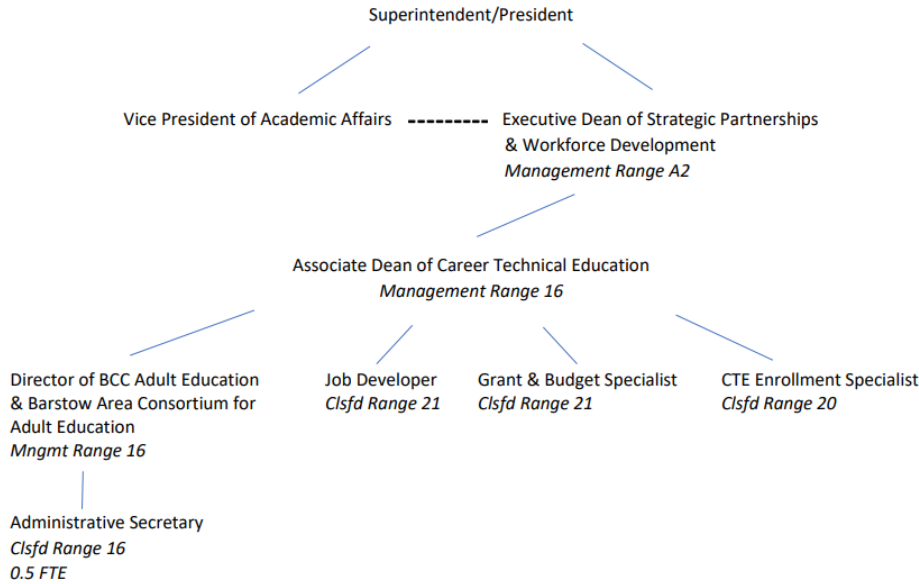 Superintendent/President
Vice President of Academic Affairs --------- Executive Dean of Strategic Partnerships
& Workforce Development
Management Range A2
Associate Dean of Career Technical Education
Management Range 16
Director of BCC Adult Education
& Barstow Area Consortium for
Adult Education
Mngmt Range 16
Job Developer
Clsfd Range 21
Grant & Budget Specialist
Clsfd Range 21
CTE Enrollment Specialist
Clsfd Range 20
Administrative Secretary
Clsfd Range 16
0.5 FTE